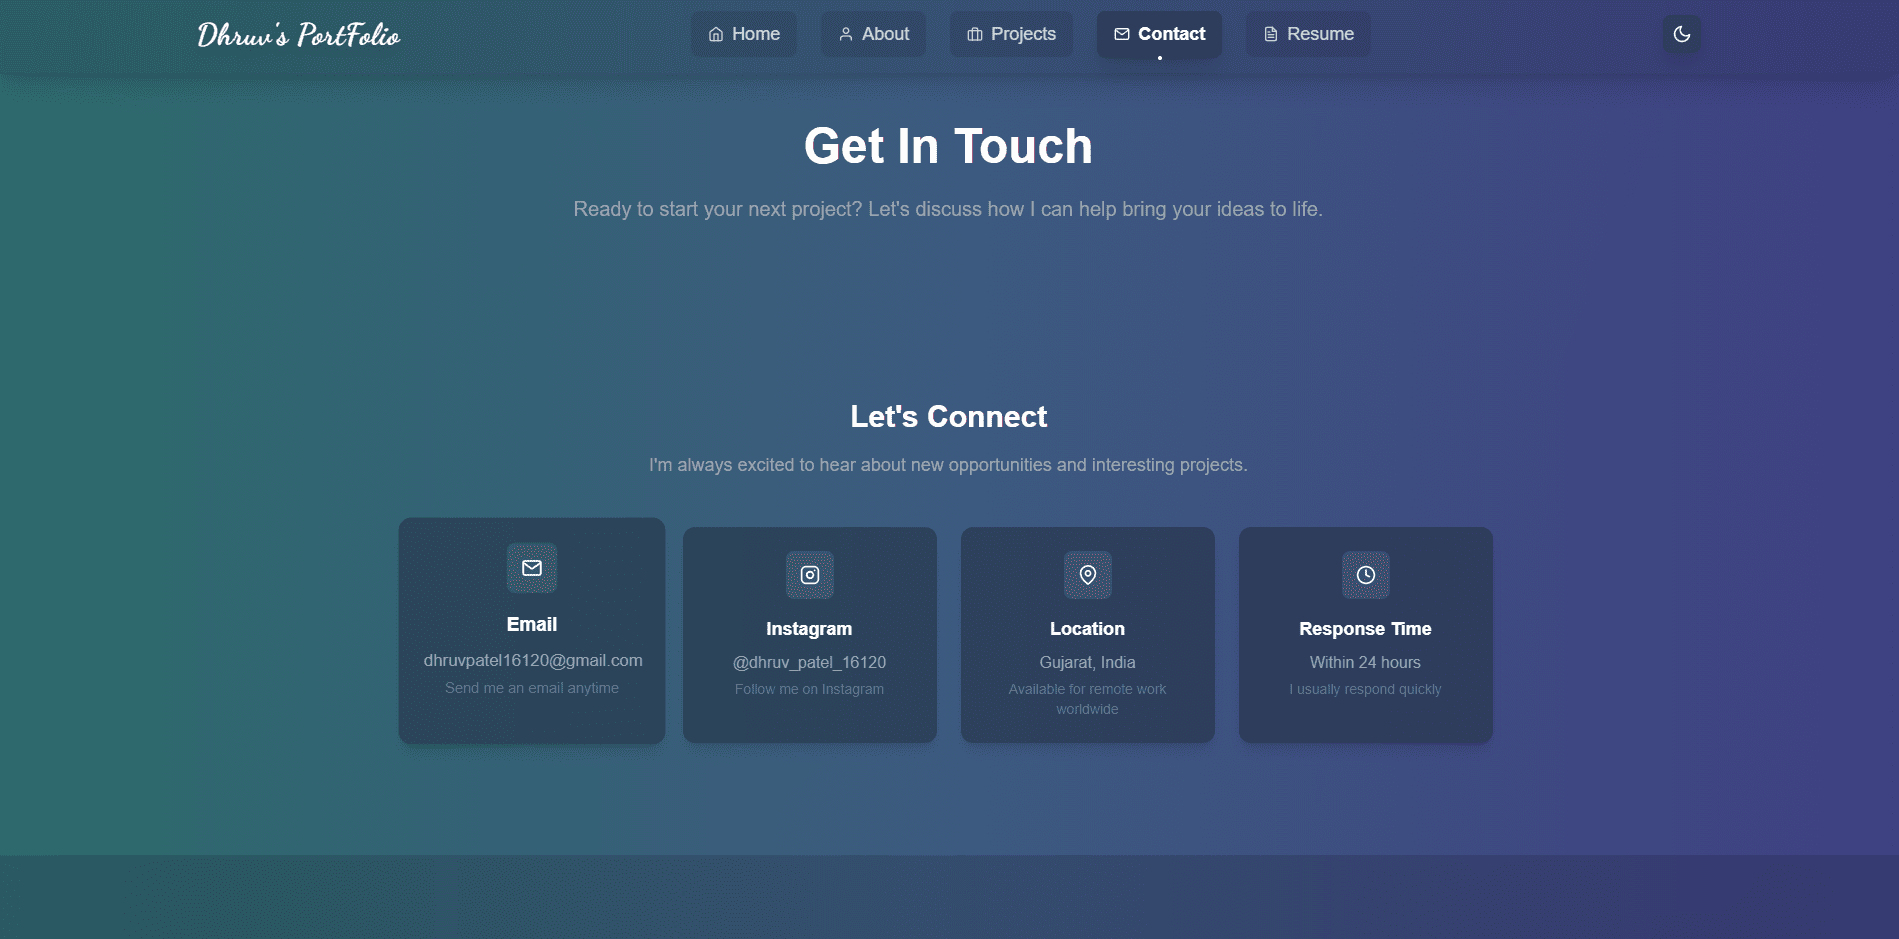 Dhruv's PortFolio
Home
About
Projects
Contact
Resume
Get In Touch
Ready to start your next project? Let's discuss how I can help bring your ideas to life.
Let's Connect
I'm always excited to hear about new opportunities and interesting projects.
Email
dhruvpatel16120@gmail.com
Send me an email anytime
Instagram
@dhruv_patel_16120
Follow me on Instagram
Location
Gujarat, India
Available for remote work
worldwide
Response Time
Within 24 hours
I usually respond quickly